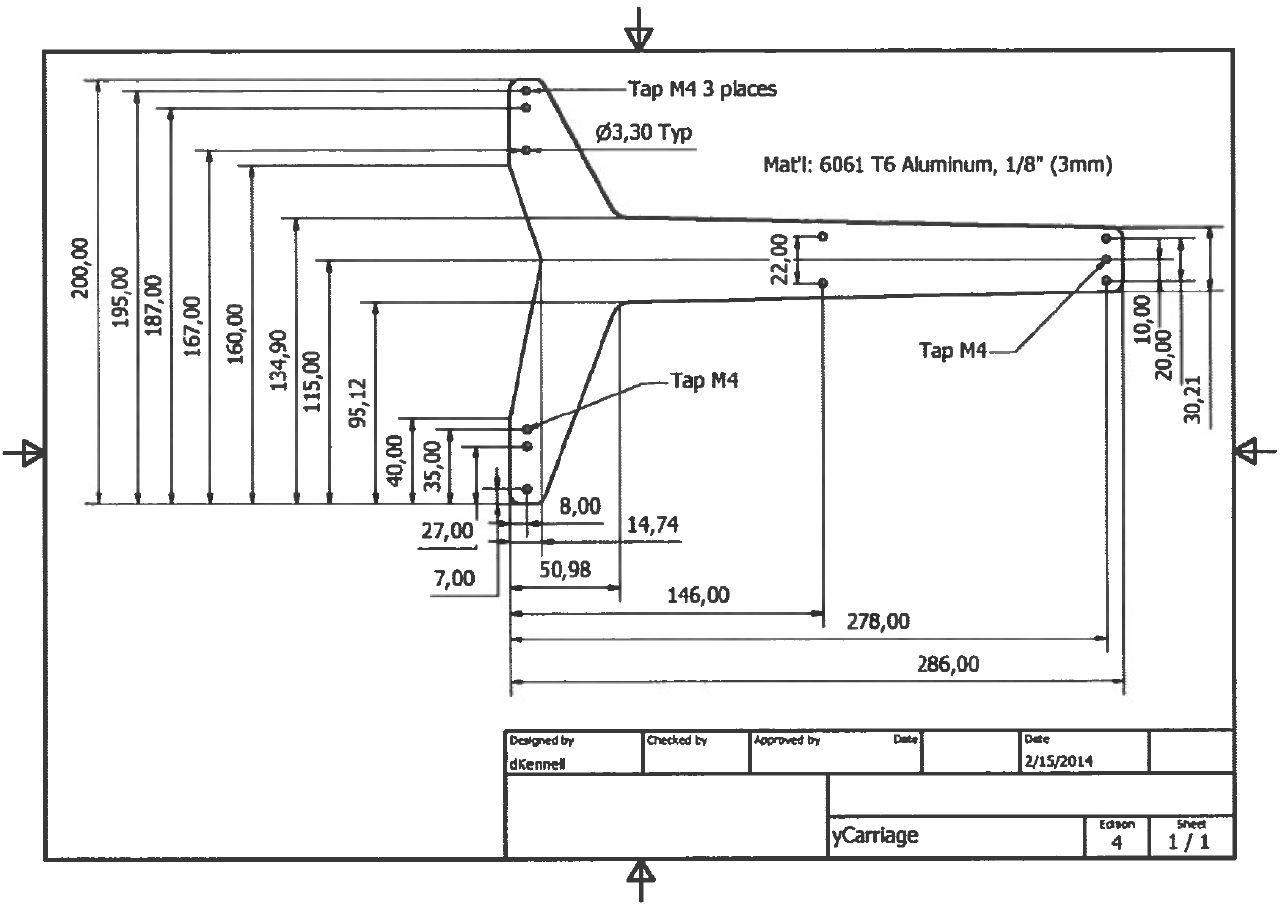 Tap M4 3 places
Ø3,30 Typ
Mat'l: 6061 T6 Aluminum, 1/8" (3mm)
200,00
195,00
187,00
167,00
160,00
134,90
115,00
95,12
40,00
35,00
22,00
Tap M4
10,00
20,00
30,21
Tap M4
27,00
7,00
8,00
14,74
50,98
146,00
278,00
286,00
Designed by
Checked by
Approved by
Date
Date
dKennell
2/15/2014
yCarriage
Edition
Sheet
4
1 / 1